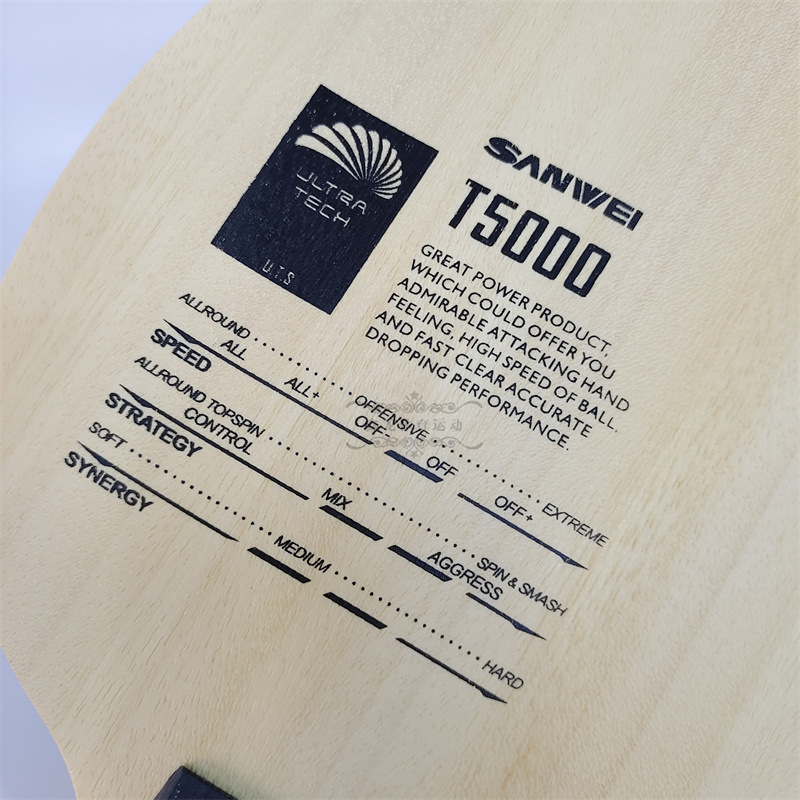 ULTRA
TECH
U.T.S
SANWEI
T5000
GREAT POWER PRODUCT,
WHICH COULD OFFER YOU
ADMIRABLE ATTACKING HAND
FEELING, HIGH SPEED OF BALL.
AND FAST CLEAR ACCURATE
DROPPING PERFORMANCE.
ALLROUND ............ OFFENSIVE ............ EXTREME
ALL ALL+ OFF- OFF OFF+
SPEED
ALLROUND TOPSPIN ........................ SPIN & SMASH
CONTROL MIX AGGRESS
STRATEGY
SOFT ............ MEDIUM ............ HARD
SYNERGY
运动